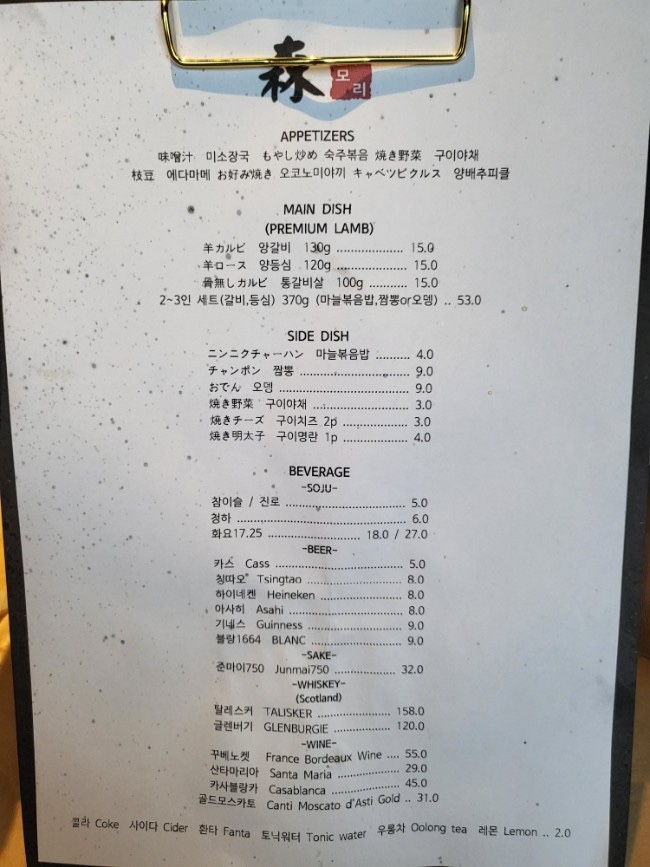 森 모리
APPETIZERS
味噌汁 미소장국 もやし炒め 숙주볶음 焼き野菜 구이야채
枝豆 에다마메 お好み焼き 오코노미야끼 キャベツピクルス 양배추피클
MAIN DISH
(PREMIUM LAMB)
羊カルビ 양갈비 130g .................... 15.0
羊ロース 양등심 120g ..................... 15.0
骨無しカルビ 통갈비살 100g ........... 15.0
2~3인 세트(갈비,등심) 370g (마늘볶음밥,짬뽕or오뎅) .. 53.0
SIDE DISH
ニンニクチャーハン 마늘볶음밥 .......... 4.0
チャンポン 짬뽕 ................................ 9.0
おでん 오뎅 ...................................... 9.0
焼き野菜 구이야채 ............................ 3.0
焼きチーズ 구이치즈 2p ................... 3.0
焼き明太子 구이명란 1p ................... 4.0
BEVERAGE
~SOJU~
참이슬 / 진로 .................................... 5.0
청하 .................................................. 6.0
화요17.25 ............................ 18.0 / 27.0
~BEER~
카스 Cass ........................................ 5.0
칭따오 Tsingtao ............................... 8.0
하이네켄 Heineken .......................... 8.0
아사히 Asahi .................................... 8.0
기네스 Guinness .............................. 9.0
블랑1664 BLANC ............................. 9.0
~SAKE~
준마이750 Junmai750 ..................... 32.0
~WHISKEY~
(Scotland)
탈레스커 TALISKER ...................... 158.0
글렌버기 GLENBURGIE ................. 120.0
~WINE~
꾸베노켓 France Bordeaux Wine .... 55.0
산타마리아 Santa Maria .................. 29.0
카사블랑카 Casablanca ................... 45.0
골드모스카토 Canti Moscato d'Asti Gold .. 31.0
콜라 Coke 사이다 Cider 환타 Fanta 토닉워터 Tonic water 우롱차 Oolong tea 레몬 Lemon .. 2.0